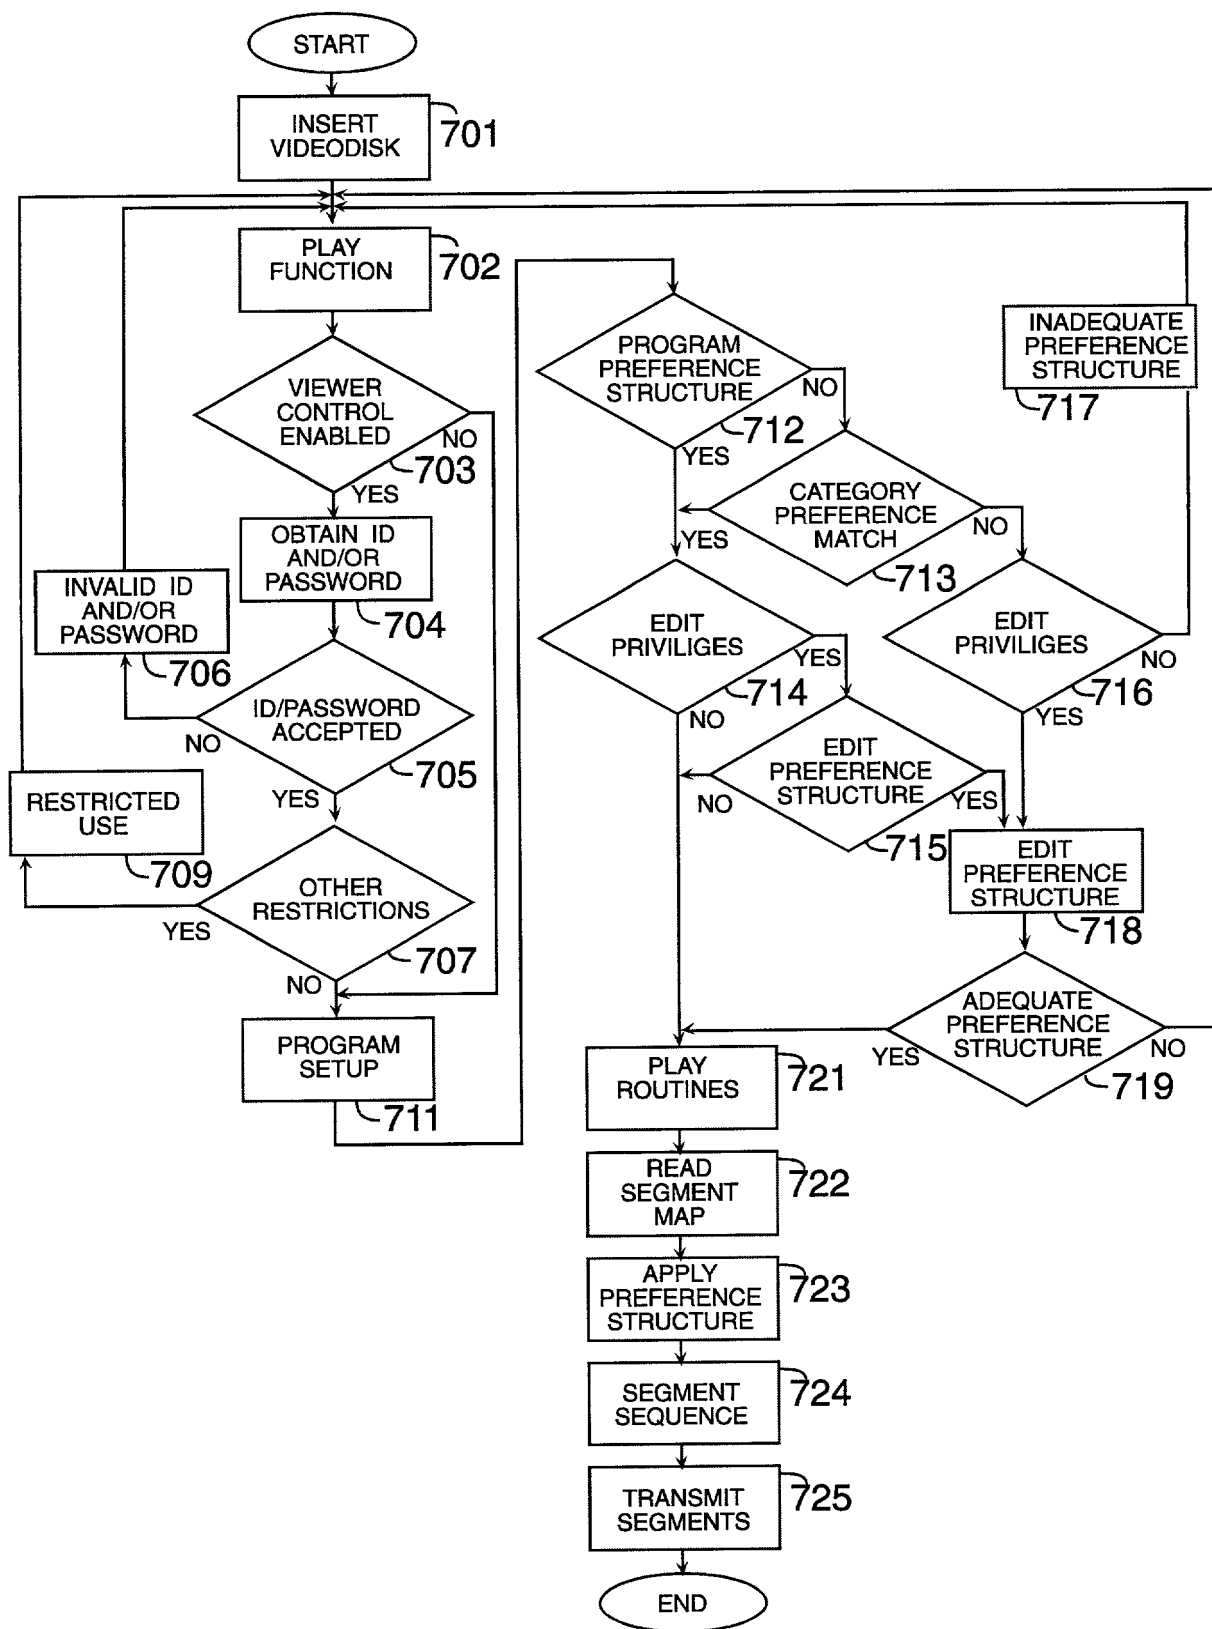 START
INSERT
VIDEODISK
701
PLAY
FUNCTION
702
VIEWER
CONTROL
ENABLED
NO
703
YES
OBTAIN ID
AND/OR
PASSWORD
704
INVALID ID
AND/OR
PASSWORD
706
ID/PASSWORD
ACCEPTED
NO
705
YES
RESTRICTED
USE
709
OTHER
RESTRICTIONS
YES
707
NO
PROGRAM
SETUP
711
PROGRAM
PREFERENCE
STRUCTURE
NO
712
YES
CATEGORY
PREFERENCE
MATCH
NO
YES
713
INADEQUATE
PREFERENCE
STRUCTURE
717
EDIT
PRIVILIGES
YES
714
NO
EDIT
PRIVILIGES
NO
716
YES
EDIT
PREFERENCE
STRUCTURE
NO
YES
715
EDIT
PREFERENCE
STRUCTURE
718
ADEQUATE
PREFERENCE
STRUCTURE
YES
NO
719
PLAY
ROUTINES
721
READ
SEGMENT
MAP
722
APPLY
PREFERENCE
STRUCTURE
723
SEGMENT
SEQUENCE
724
TRANSMIT
SEGMENTS
725
END